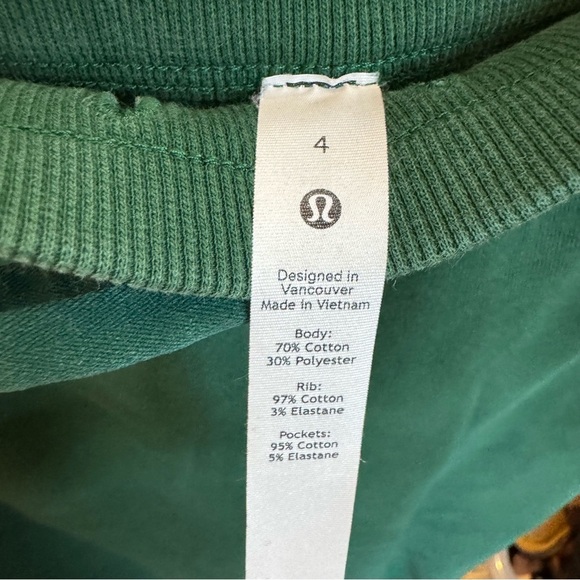 4
Designed in
Vancouver
Made in Vietnam
Body:
70% Cotton
30% Polyester
Rib:
97% Cotton
3% Elastane
Pockets:
95% Cotton
5% Elastane